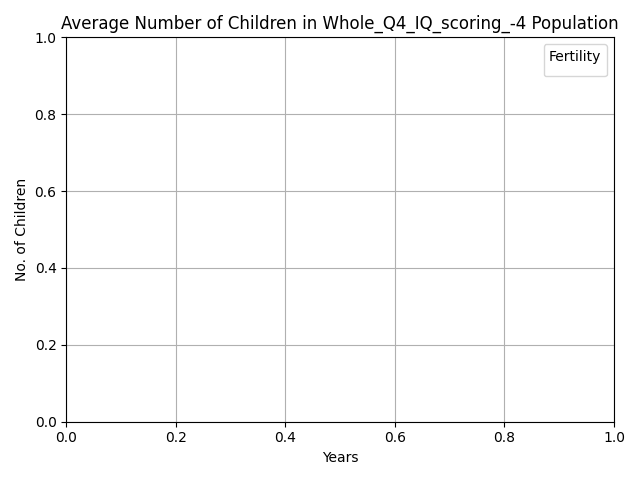 Average Number of Children in Whole_Q4_IQ_scoring_-4 Population
Fertility
1.0
0.8
0.6
0.4
0.2
0.0
No. of Children
0.0 0.2 0.4 0.6 0.8 1.0
Years